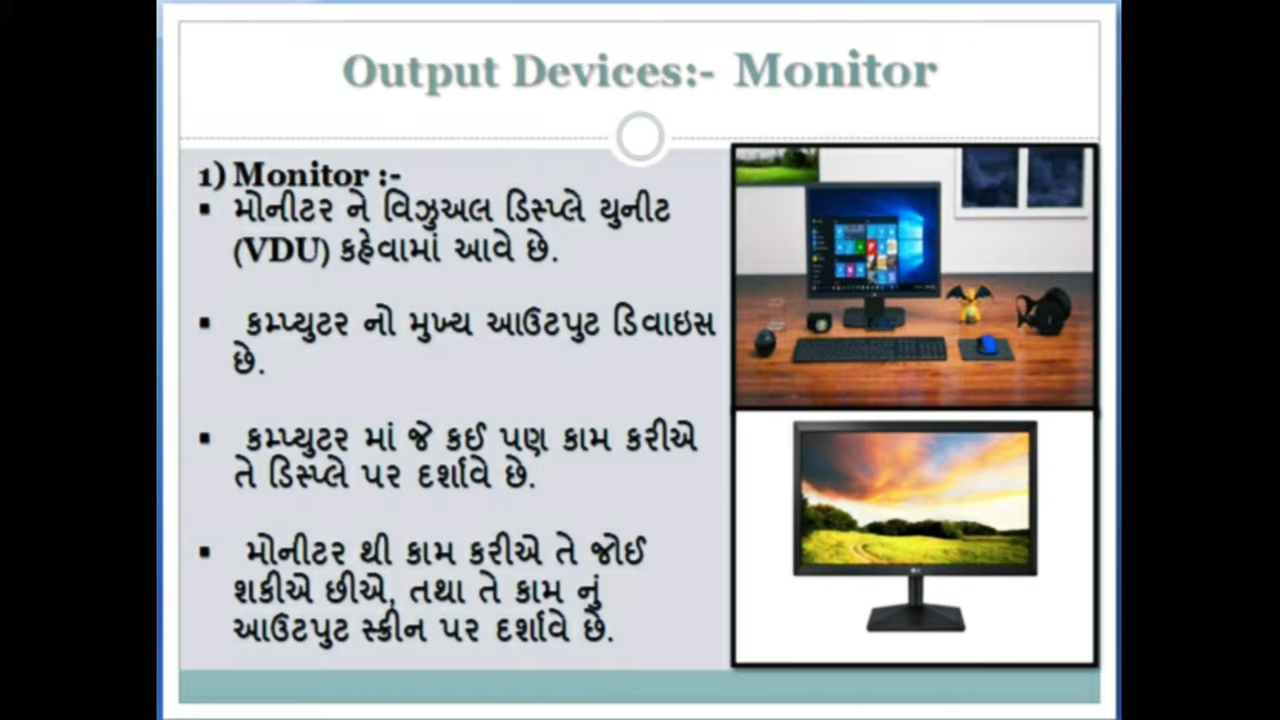 Output Devices:- Monitor
1) Monitor :-
▪ મોનીટર ને વિઝુઅલ ડિસ્પ્લે યુનીટ
(VDU) કહેવામાં આવે છે.
▪ કમ્પ્યુટર નો મુખ્ય આઉટપુટ ડિવાઇસ
છે.
▪ કમ્પ્યુટર માં જે કઈ પણ કામ કરીએ
તે ડિસ્પ્લે પર દર્શાવે છે.
▪ મોનીટર થી કામ કરીએ તે જોઈ
શકીએ છીએ, તથા તે કામ નું
આઉટપુટ સ્ક્રીન પર દર્શાવે છે.